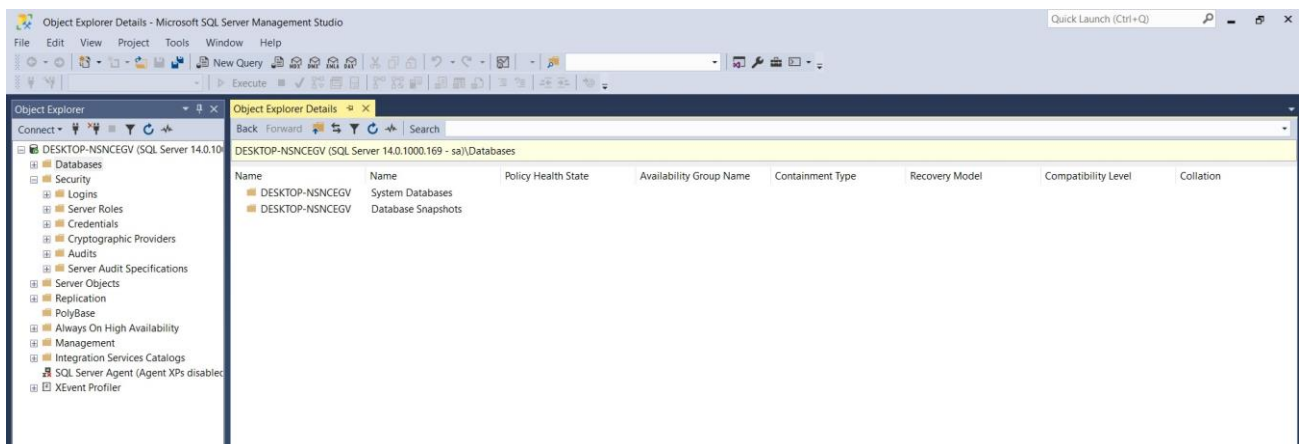 Object Explorer Details - Microsoft SQL Server Management Studio
Quick Launch (Ctrl+Q)
File Edit View Project Tools Window Help
New Query
Execute
Object Explorer
Object Explorer Details
Connect
Back Forward Search
DESKTOP-NSNCEGV (SQL Server 14.0.10
DESKTOP-NSNCEGV (SQL Server 14.0.1000.169 - sa)\Databases
Databases
Security
Logins
Server Roles
Credentials
Cryptographic Providers
Audits
Server Audit Specifications
Server Objects
Replication
PolyBase
Always On High Availability
Management
Integration Services Catalogs
SQL Server Agent (Agent XPs disabled
XEvent Profiler
Name Name Policy Health State Availability Group Name Containment Type Recovery Model Compatibility Level Collation
DESKTOP-NSNCEGV System Databases
DESKTOP-NSNCEGV Database Snapshots